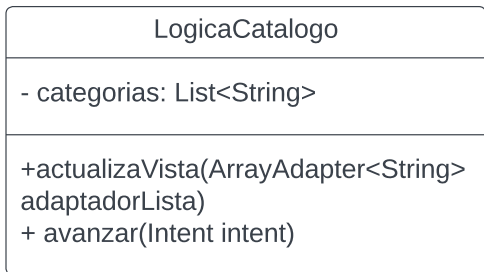 LogicaCatalogo
- categorias: List<String>
+actualizaVista(ArrayAdapter<String>
adaptadorLista)
+ avanzar(Intent intent)